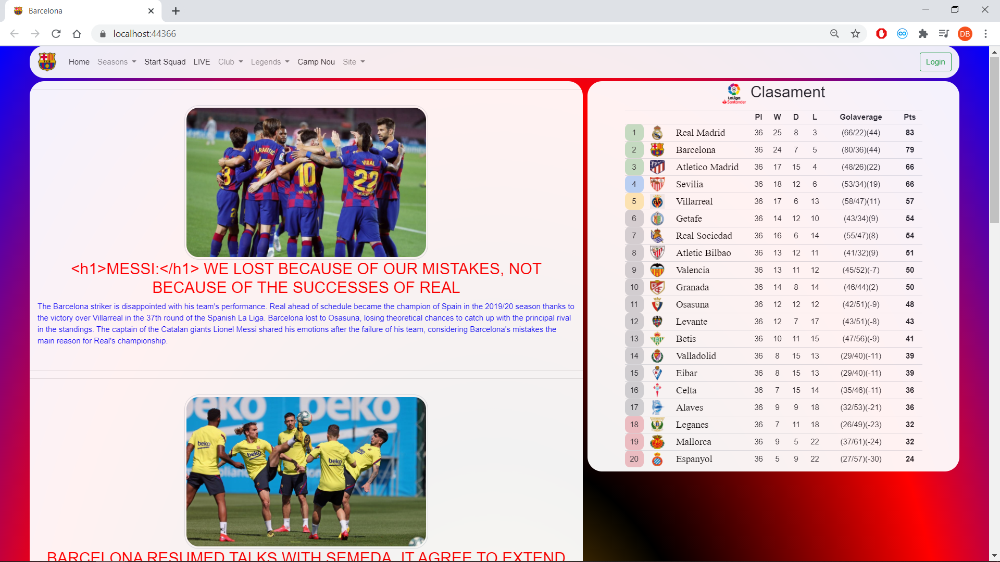 Barcelona
localhost:44366
DB
Home Seasons Start Squad LIVE Club Legends Camp Nou Site Login
I.RAKITIC
3
4
10
unicef
VIDAL
22
unicef
<h1>MESSI:</h1> WE LOST BECAUSE OF OUR MISTAKES, NOT
BECAUSE OF THE SUCCESSES OF REAL
The Barcelona striker is disappointed with his team's performance. Real ahead of schedule became the champion of Spain in the 2019/20 season thanks to
the victory over Villarreal in the 37th round of the Spanish La Liga. Barcelona lost to Osasuna, losing theoretical chances to catch up with the principal rival
in the standings. The captain of the Catalan giants Lionel Messi shared his emotions after the failure of his team, considering Barcelona's mistakes the
main reason for Real's championship.
beko beko
beko
beko
beko
beko
beko
BARCELONA RESUMED TALKS WITH SEMEDA. IT AGREE TO EXTEND
LaLiga
Santander
Clasament
Pl W D L Golaverage Pts
1 Real Madrid 36 25 8 3 (66/22)(44) 83
2 Barcelona 36 24 7 5 (80/36)(44) 79
3 Atletico Madrid 36 17 15 4 (48/26)(22) 66
4 Sevilia 36 18 12 6 (53/34)(19) 66
5 Villarreal 36 17 6 13 (58/47)(11) 57
6 Getafe 36 14 12 10 (43/34)(9) 54
7 Real Sociedad 36 16 6 14 (55/47)(8) 54
8 Atletic Bilbao 36 13 12 11 (41/32)(9) 51
9 Valencia 36 13 11 12 (45/52)(-7) 50
10 Granada 36 14 8 14 (46/44)(2) 50
11 Osasuna 36 12 12 12 (42/51)(-9) 48
12 Levante 36 12 7 17 (43/51)(-8) 43
13 Betis 36 10 11 15 (47/56)(-9) 41
14 Valladolid 36 8 15 13 (29/40)(-11) 39
15 Eibar 36 8 15 13 (29/40)(-11) 39
16 Celta 36 7 15 14 (35/46)(-11) 36
17 Alaves 36 9 9 18 (32/53)(-21) 36
18 Leganes 36 7 11 18 (26/49)(-23) 32
19 Mallorca 36 9 5 22 (37/61)(-24) 32
20 Espanyol 36 5 9 22 (27/57)(-30) 24